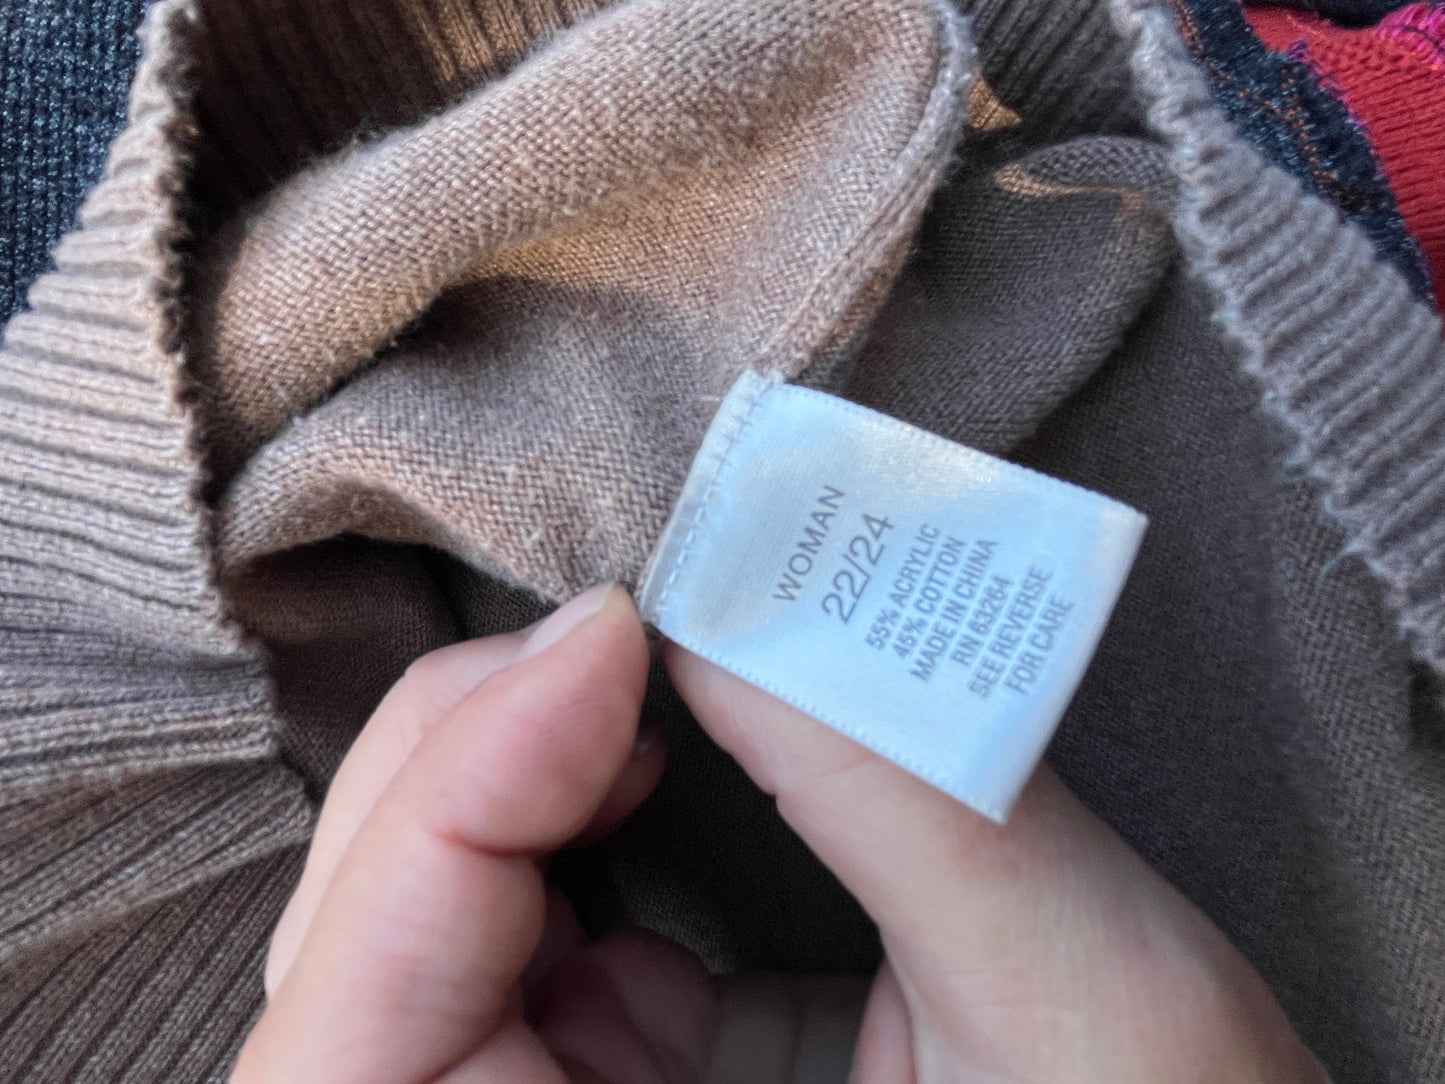 WOMAN
22/24
55% ACRYLIC
45% COTTON
MADE IN CHINA
RN 63264
SEE REVERSE
FOR CARE